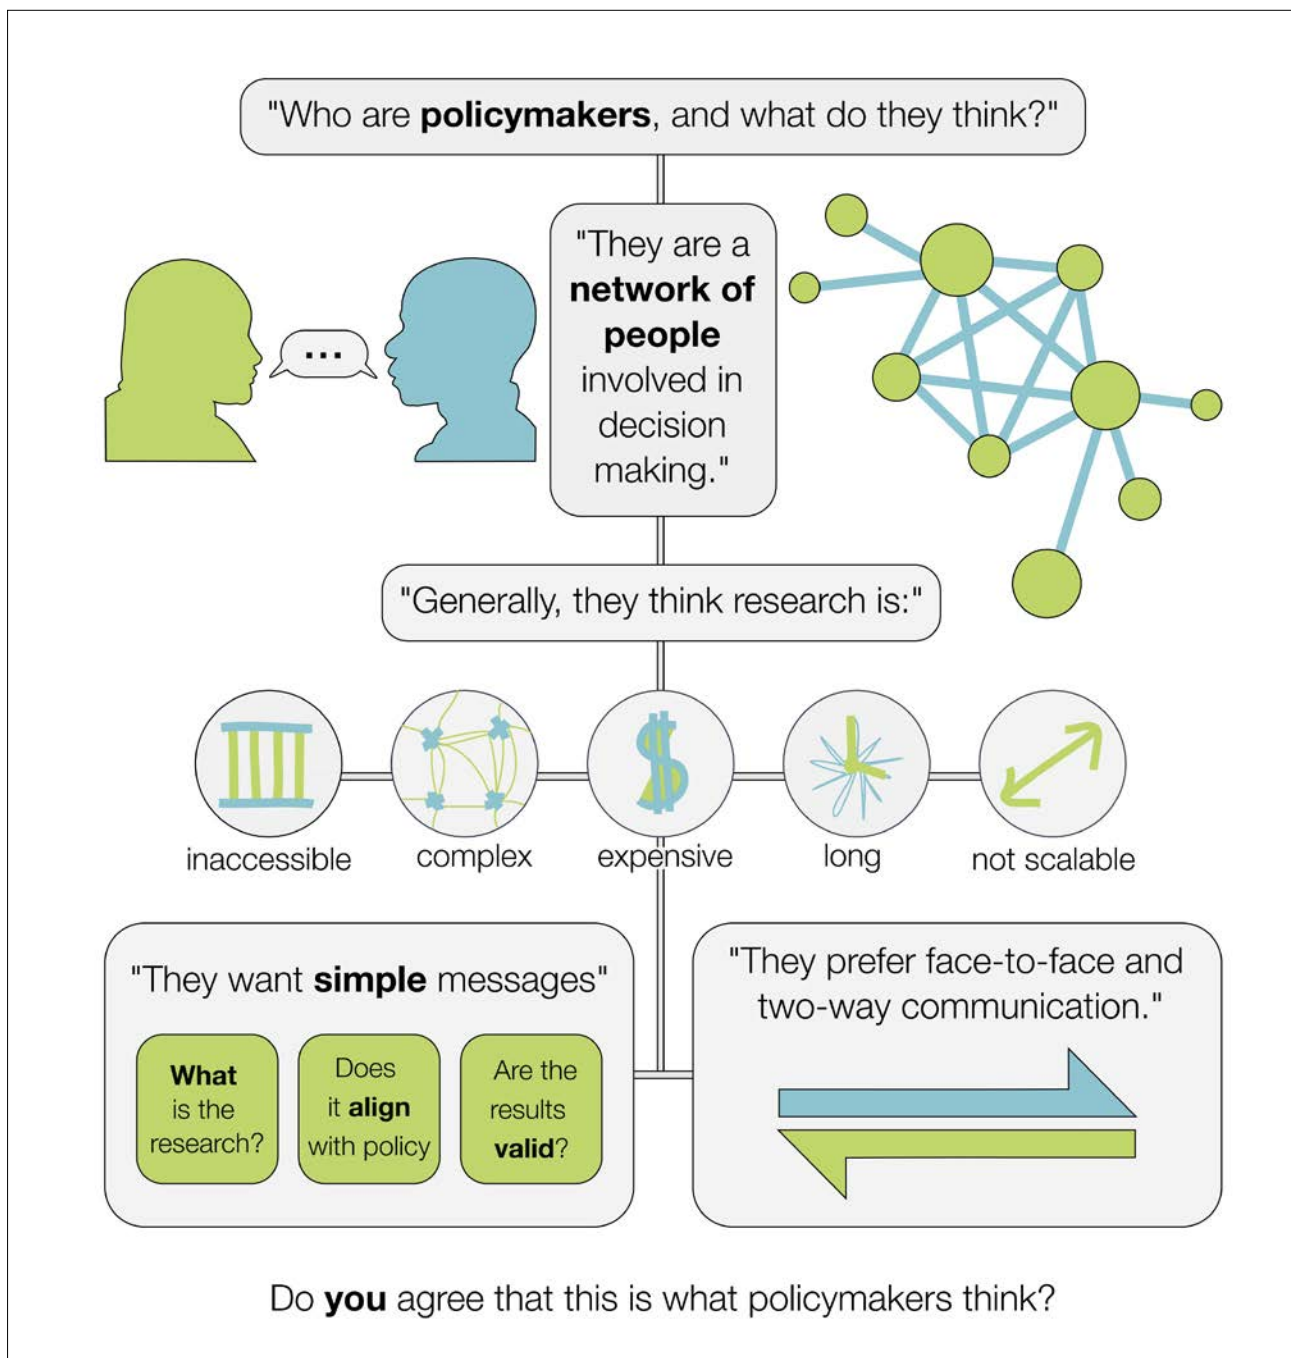 "Who are policymakers, and what do they think?"
"They are a
network of
people
involved in
decision
making."
...
"Generally, they think research is:"
inaccessible
complex
expensive
long
not scalable
"They want simple messages"
What
is the
research?
Does
it align
with policy
Are the
results
valid?
"They prefer face-to-face and
two-way communication."
Do you agree that this is what policymakers think?